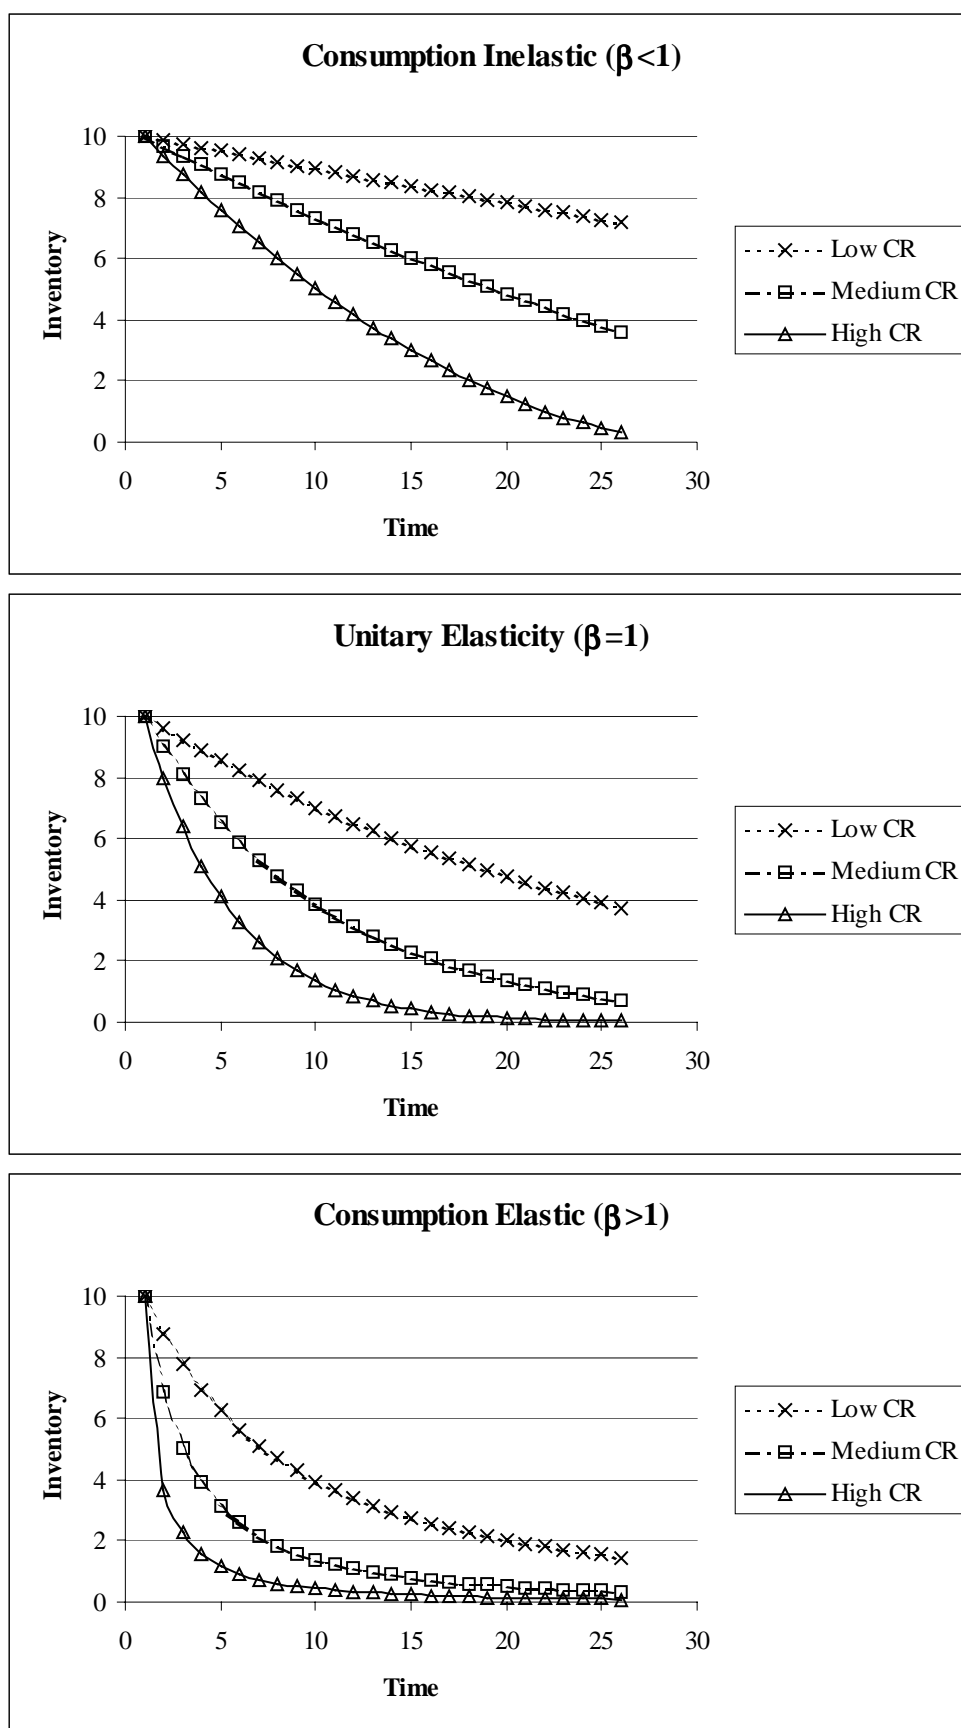 Consumption Inelastic (β<1)
10
8
6
4
2
0
Inventory
0 5 10 15 20 25 30
Time
Low CR
Medium CR
High CR
Unitary Elasticity (β=1)
10
8
6
4
2
0
Inventory
0 5 10 15 20 25 30
Time
Low CR
Medium CR
High CR
Consumption Elastic (β>1)
10
8
6
4
2
0
Inventory
0 5 10 15 20 25 30
Time
Low CR
Medium CR
High CR